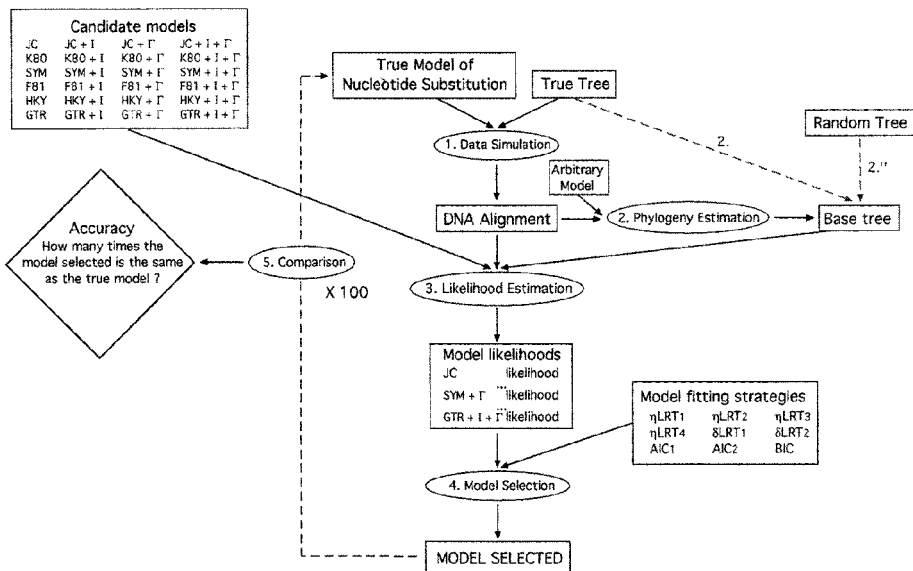 Candidate models
JC JC + I JC + Γ JC + I + Γ
K80 K80 + I K80 + Γ K80 + I + Γ
SYM SYM + I SYM + Γ SYM + I + Γ
F81 F81 + I F81 + Γ F81 + I + Γ
HKY HKY + I HKY + Γ HKY + I + Γ
GTR GTR + I GTR + Γ GTR + I + Γ
True Model of
Nucleotide Substitution
True Tree
Random Tree
1. Data Simulation
2.
2."
Arbitrary
Model
DNA Alignment
2. Phylogeny Estimation
Base tree
Accuracy
How many times the
model selected is the same
as the true model ?
5. Comparison
X 100
3. Likelihood Estimation
Model likelihoods
JC likelihood
...
SYM + Γ likelihood
...
GTR + I + Γ likelihood
Model fitting strategies
ηLRT1 ηLRT2 ηLRT3
ηLRT4 δLRT1 δLRT2
AIC1 AIC2 BIC
4. Model Selection
MODEL SELECTED